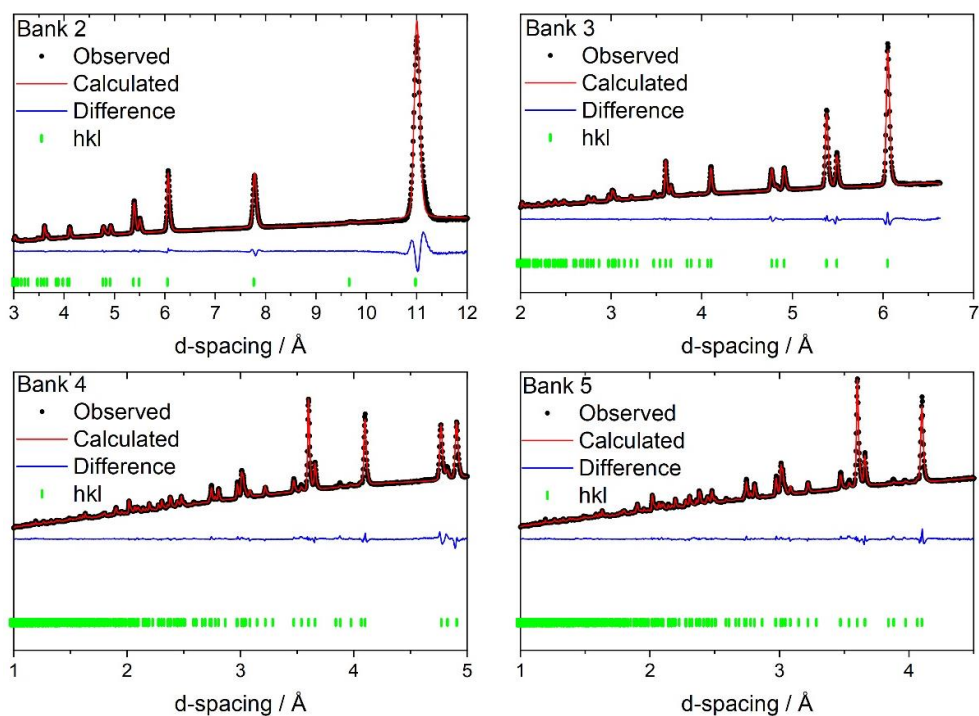 Bank 2
Observed
Calculated
Difference
hkl
3 4 5 6 7 8 9 10 11 12
d-spacing / Å
Bank 3
Observed
Calculated
Difference
hkl
2 3 4 5 6 7
d-spacing / Å
Bank 4
Observed
Calculated
Difference
hkl
1 2 3 4 5
d-spacing / Å
Bank 5
Observed
Calculated
Difference
hkl
1 2 3 4
d-spacing / Å